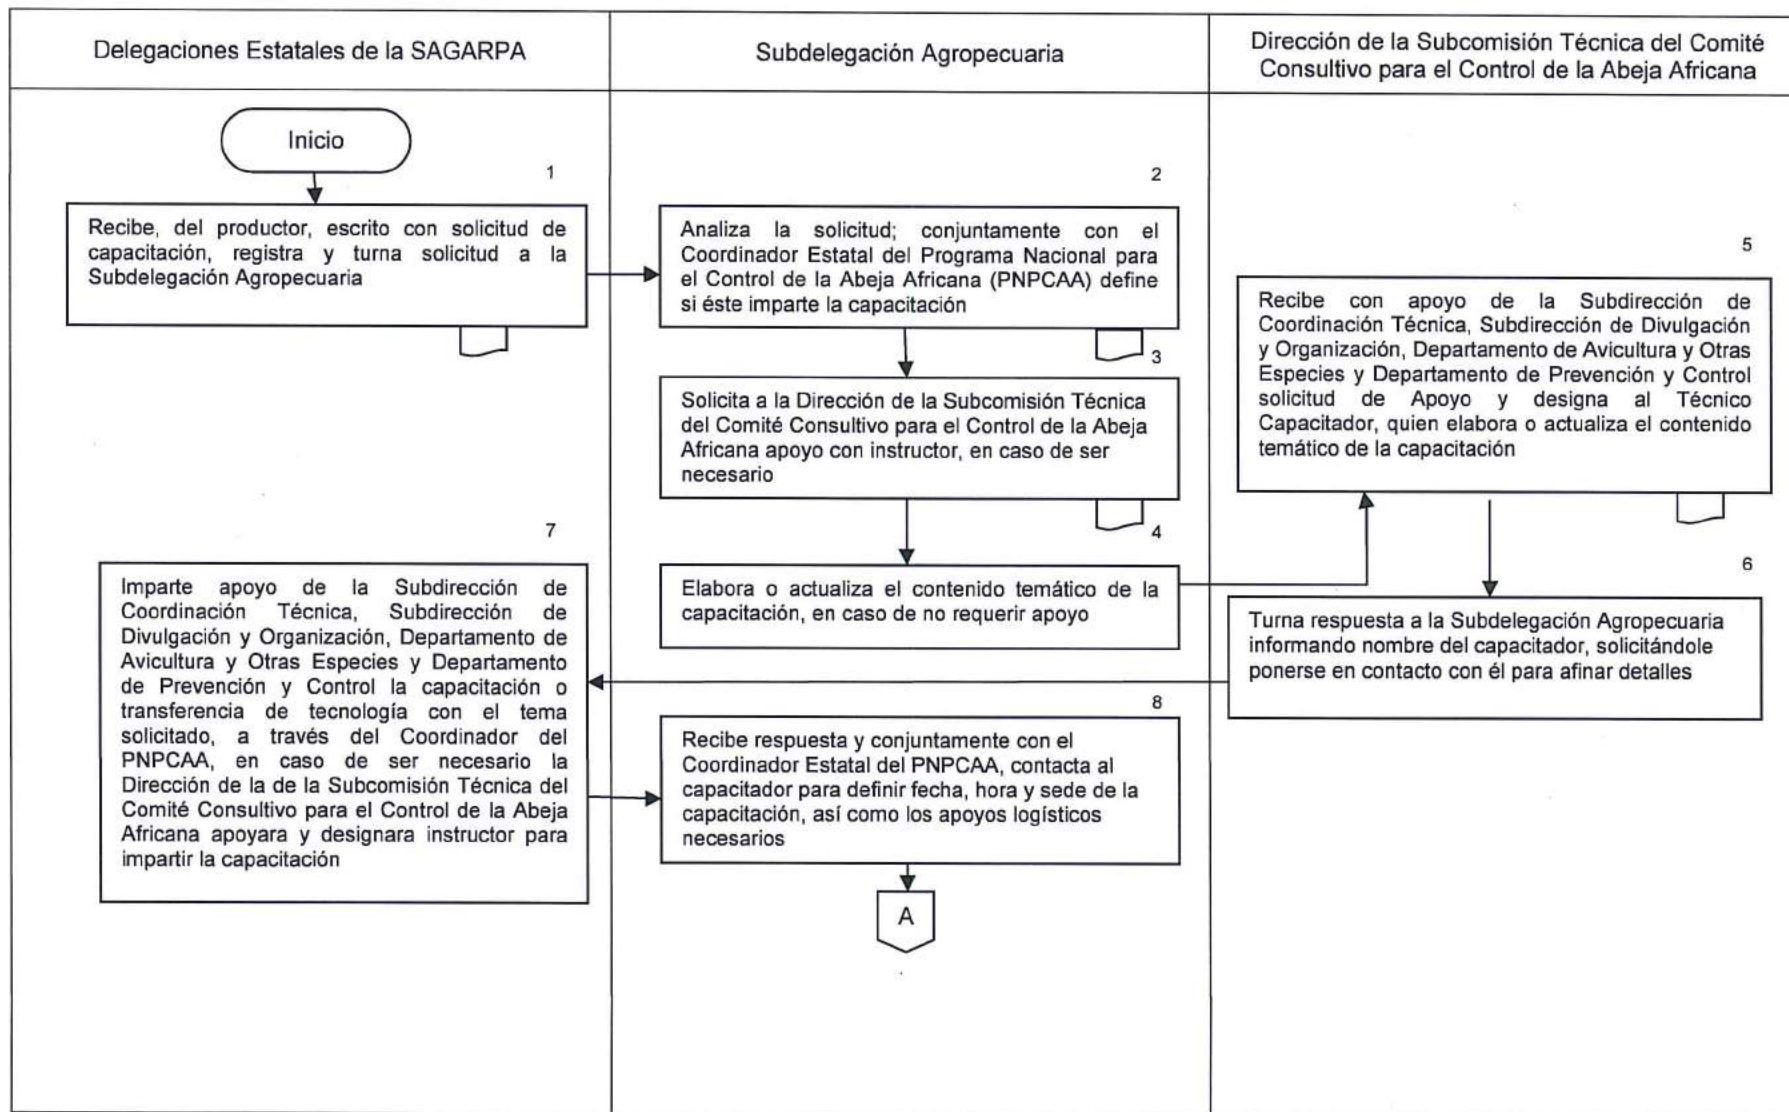 Delegaciones Estatales de la SAGARPA
Subdelegación Agropecuaria
Dirección de la Subcomisión Técnica del Comité
Consultivo para el Control de la Abeja Africana
Inicio
1
Recibe, del productor, escrito con solicitud de
capacitación, registra y turna solicitud a la
Subdelegación Agropecuaria
2
Analiza la solicitud; conjuntamente con el
Coordinador Estatal del Programa Nacional para
el Control de la Abeja Africana (PNPCAA) define
si éste imparte la capacitación
3
Solicita a la Dirección de la Subcomisión Técnica
del Comité Consultivo para el Control de la Abeja
Africana apoyo con instructor, en caso de ser
necesario
4
Elabora o actualiza el contenido temático de la
capacitación, en caso de no requerir apoyo
5
Recibe con apoyo de la Subdirección de
Coordinación Técnica, Subdirección de Divulgación
y Organización, Departamento de Avicultura y Otras
Especies y Departamento de Prevención y Control
solicitud de Apoyo y designa al Técnico
Capacitador, quien elabora o actualiza el contenido
temático de la capacitación
6
Turna respuesta a la Subdelegación Agropecuaria
informando nombre del capacitador, solicitándole
ponerse en contacto con él para afinar detalles
7
Imparte apoyo de la Subdirección de
Coordinación Técnica, Subdirección de
Divulgación y Organización, Departamento de
Avicultura y Otras Especies y Departamento
de Prevención y Control la capacitación o
transferencia de tecnología con el tema
solicitado, a través del Coordinador del
PNPCAA, en caso de ser necesario la
Dirección de la de la Subcomisión Técnica del
Comité Consultivo para el Control de la Abeja
Africana apoyara y designara instructor para
impartir la capacitación
8
Recibe respuesta y conjuntamente con el
Coordinador Estatal del PNPCAA, contacta al
capacitador para definir fecha, hora y sede de la
capacitación, así como los apoyos logísticos
necesarios
A